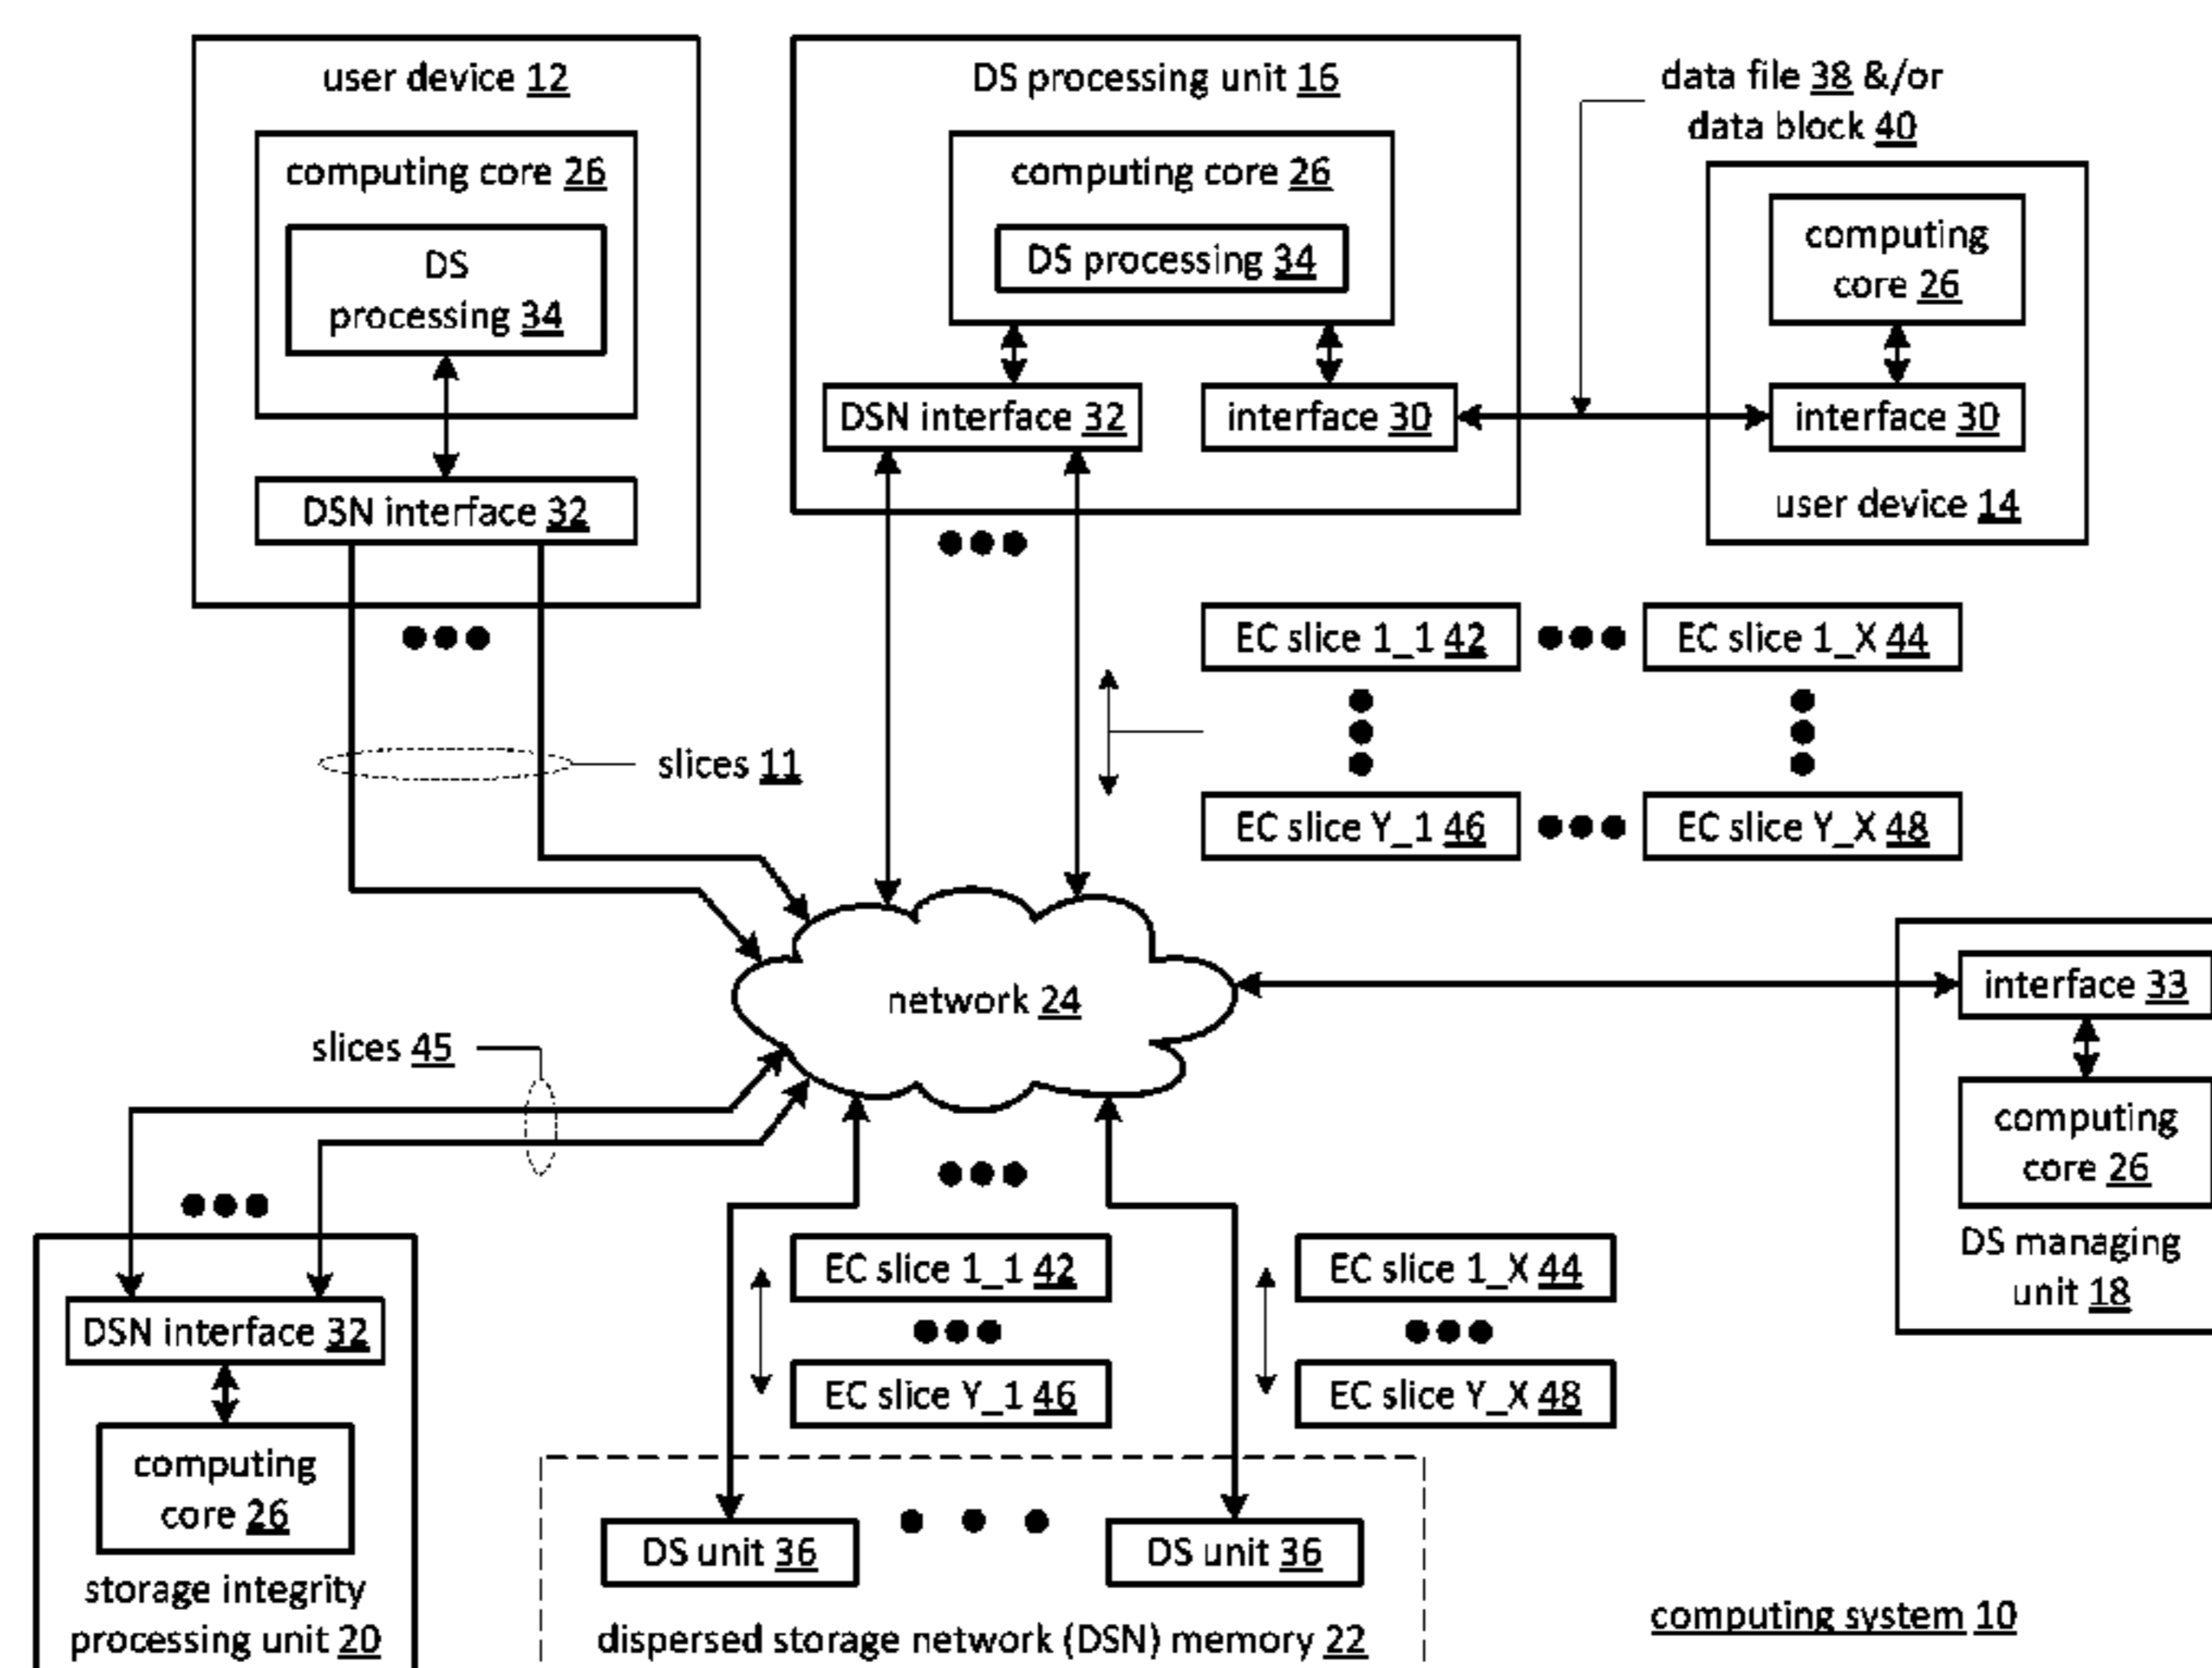 user device 12
computing core 26
DS
processing 34
DSN interface 32
DS processing unit 16
computing core 26
DS processing 34
DSN interface 32
interface 30
data file 38 &/or
data block 40
computing
core 26
interface 30
user device 14
slices 11
EC slice 1_1 42
EC slice 1_X 44
EC slice Y_1 46
EC slice Y_X 48
network 24
interface 33
computing
core 26
DS managing
unit 18
slices 45
DSN interface 32
computing
core 26
storage integrity
processing unit 20
EC slice 1_1 42
EC slice 1_X 44
EC slice Y_1 46
EC slice Y_X 48
DS unit 36
DS unit 36
dispersed storage network (DSN) memory 22
computing system 10